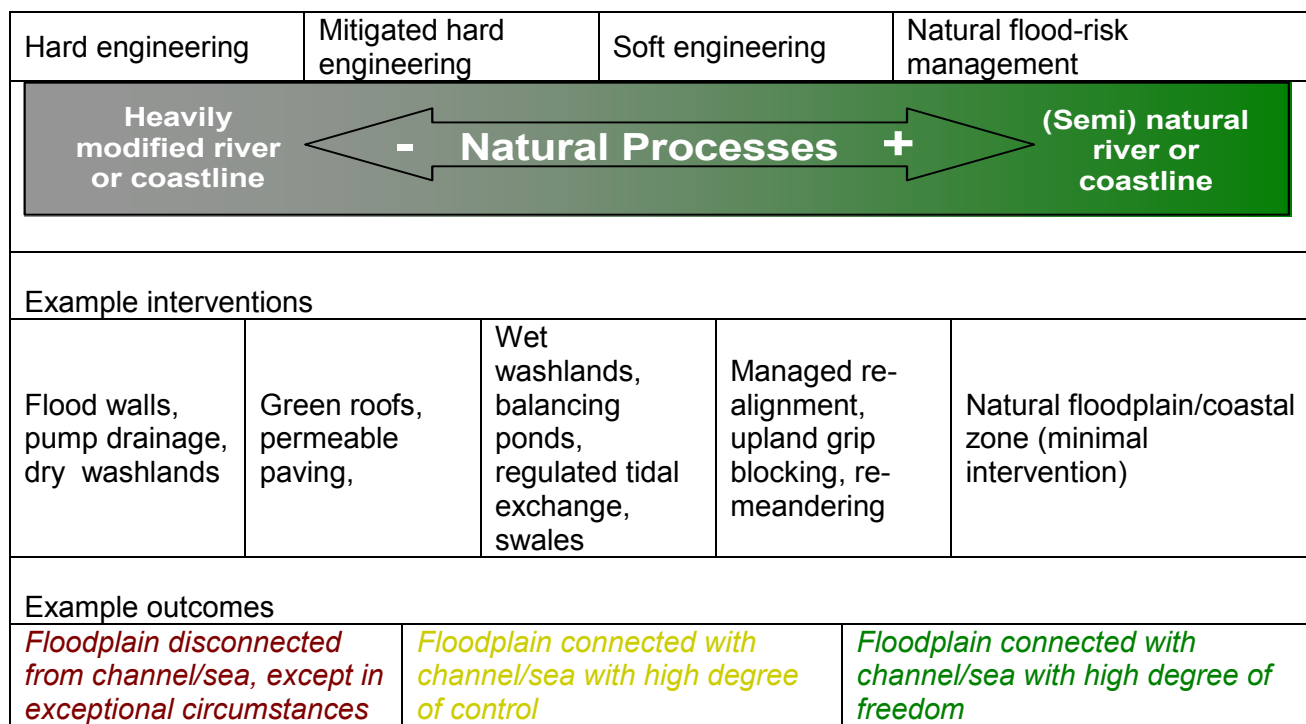 Hard engineering
Mitigated hard
engineering
Soft engineering
Natural flood-risk
management
Heavily
modified river
or coastline
- Natural Processes +
(Semi) natural
river or
coastline
Example interventions
Flood walls,
pump drainage,
dry washlands
Green roofs,
permeable
paving,
Wet
washlands,
balancing
ponds,
regulated tidal
exchange,
swales
Managed re-
alignment,
upland grip
blocking, re-
meandering
Natural floodplain/coastal
zone (minimal
intervention)
Example outcomes
Floodplain disconnected
from channel/sea, except in
exceptional circumstances
Floodplain connected with
channel/sea with high degree
of control
Floodplain connected with
channel/sea with high degree of
freedom